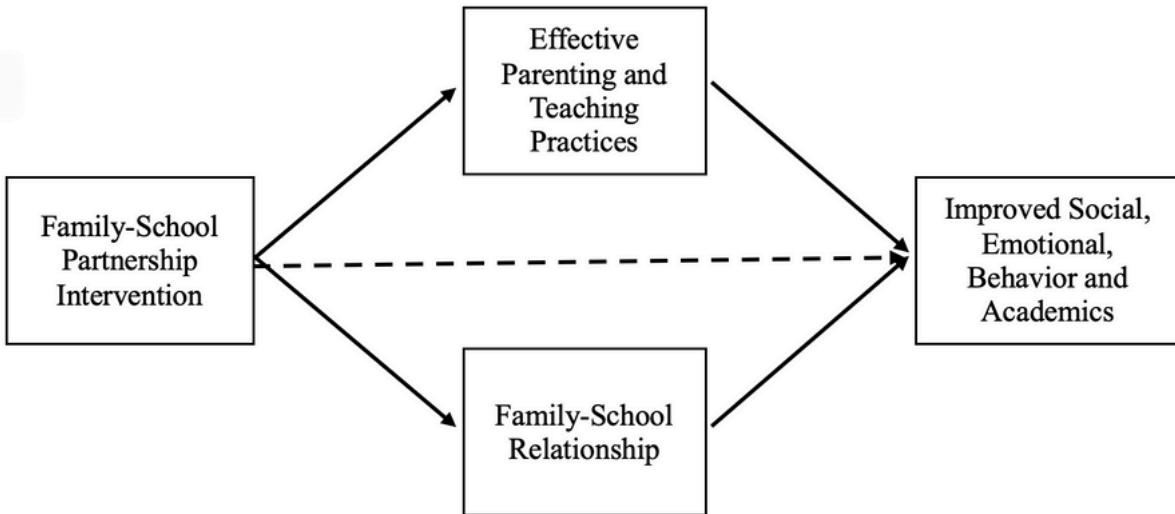 Effective
Parenting and
Teaching
Practices
Family-School
Partnership
Intervention
Improved Social,
Emotional,
Behavior and
Academics
Family-School
Relationship